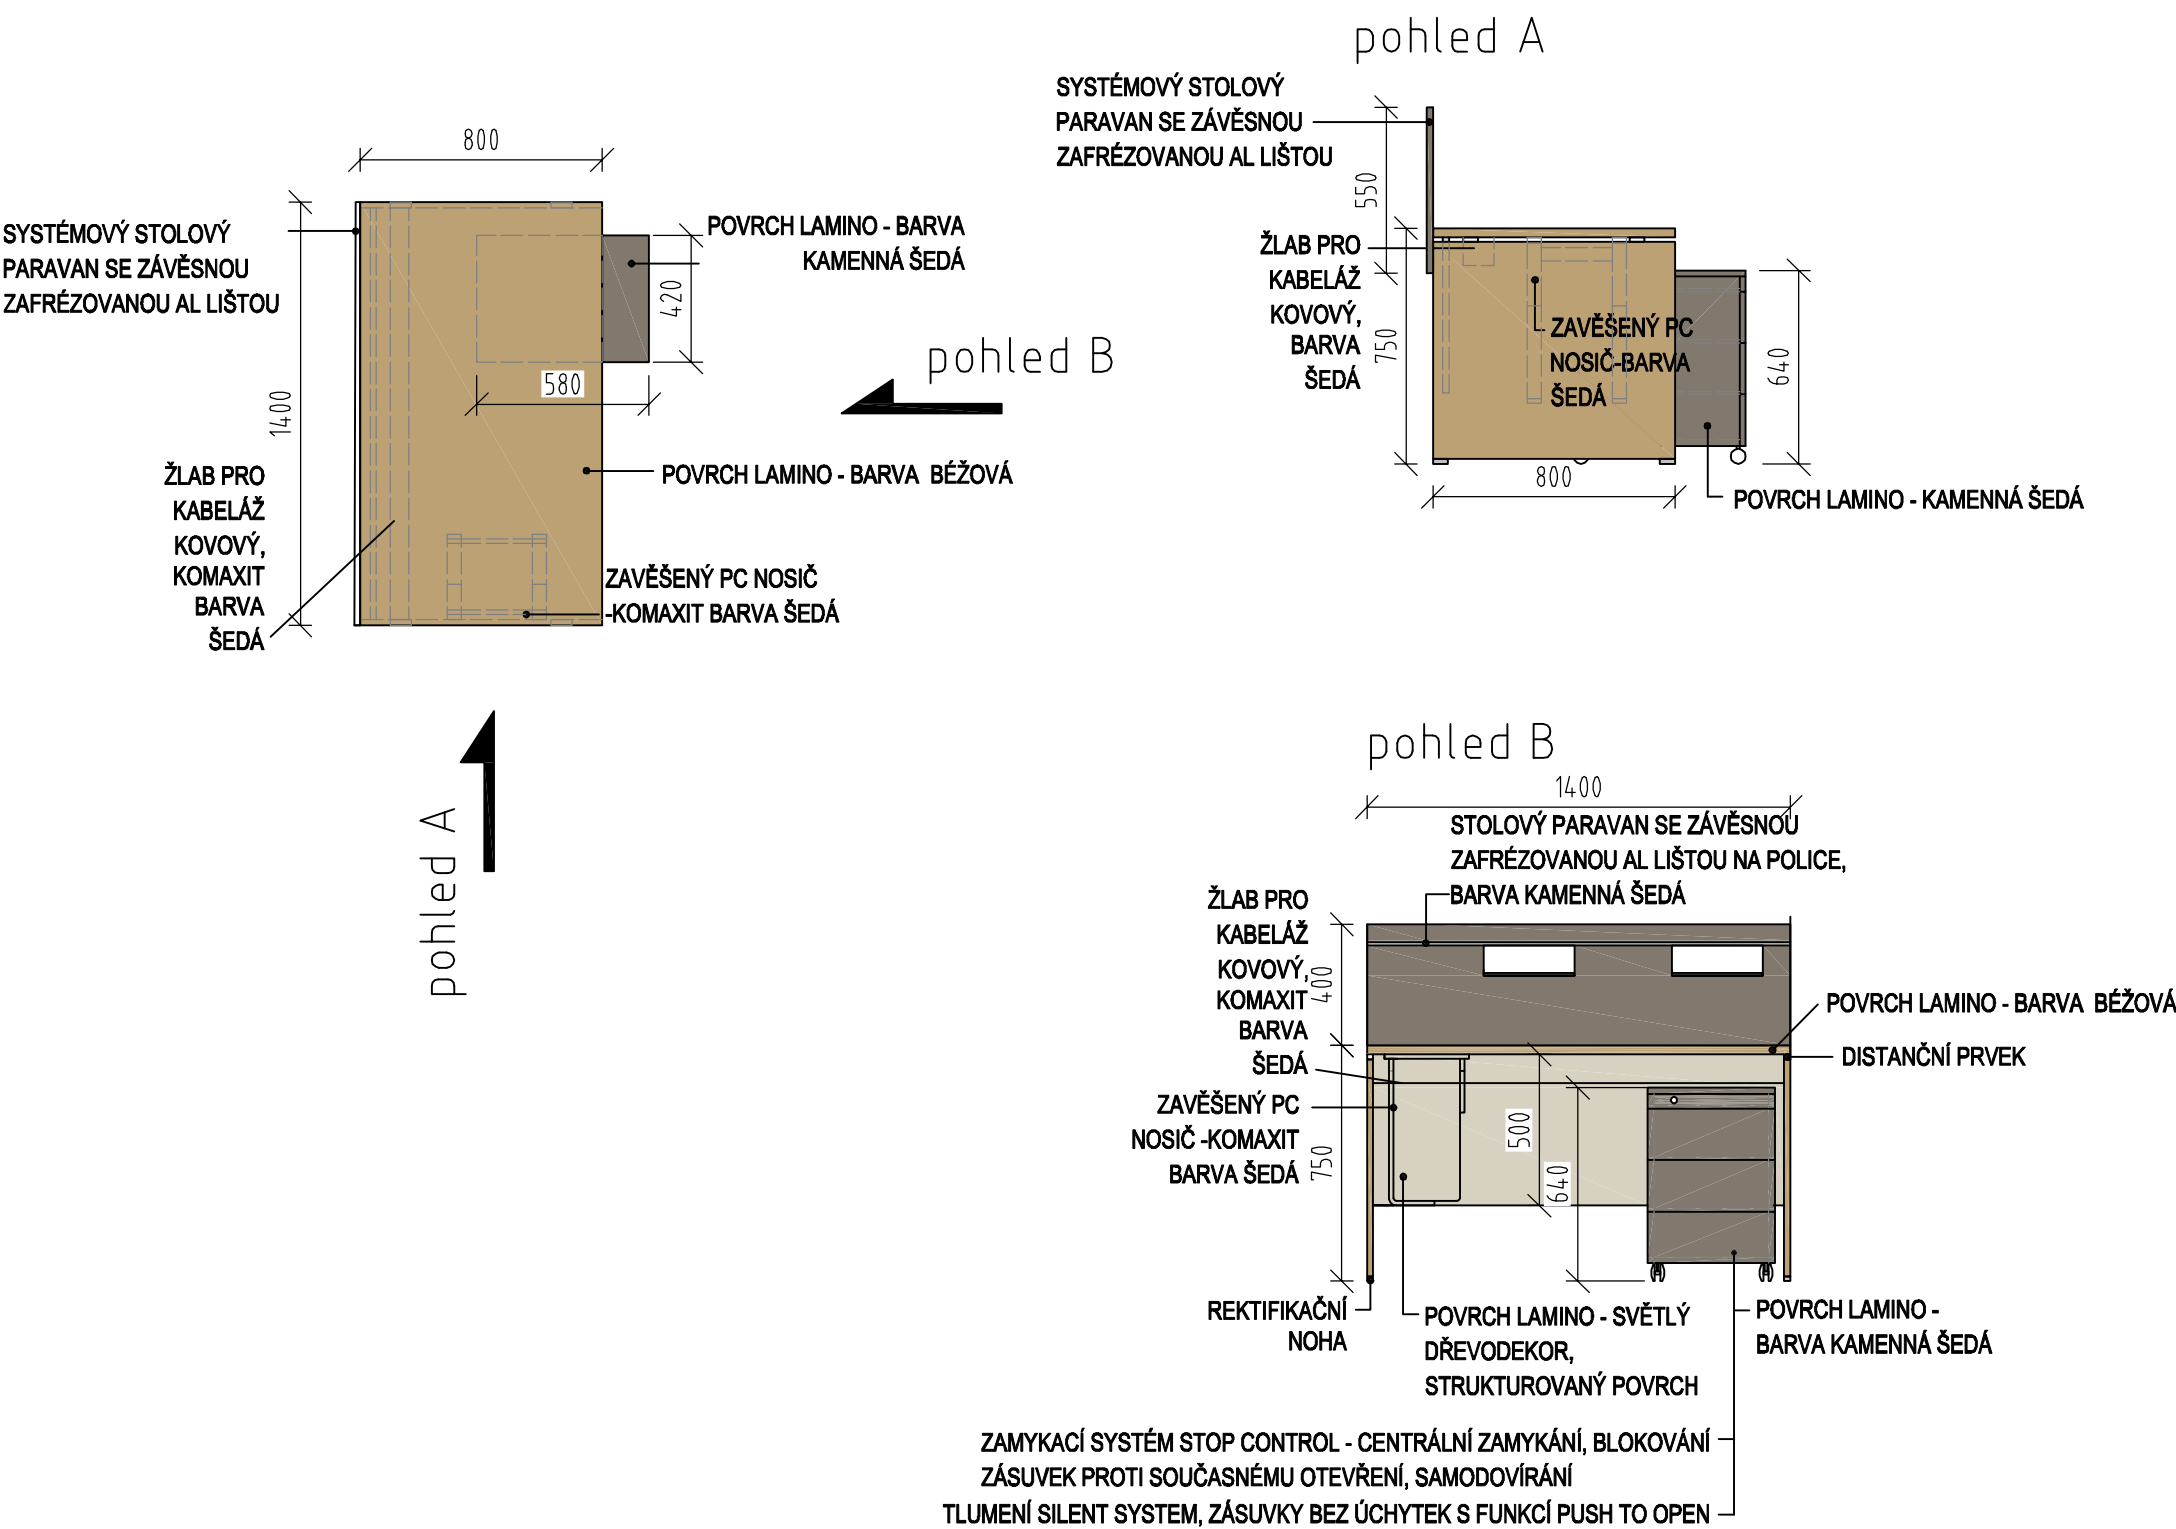 800
SYSTÉMOVÝ STOLOVÝ
PARAVAN SE ZÁVĚSNOU
ZAFRÉZOVANOU AL LIŠTOU
POVRCH LAMINO - BARVA
KAMENNÁ ŠEDÁ
420
580
1400
POVRCH LAMINO - BARVA  BÉŽOVÁ
ŽLAB PRO
KABELÁŽ
KOVOVÝ,
KOMAXIT
BARVA
ŠEDÁ
ZAVĚŠENÝ PC NOSIČ
-KOMAXIT BARVA ŠEDÁ
pohled B
pohled A
pohled A
SYSTÉMOVÝ STOLOVÝ
PARAVAN SE ZÁVĚSNOU
ZAFRÉZOVANOU AL LIŠTOU
550
ŽLAB PRO
KABELÁŽ
KOVOVÝ,
BARVA
ŠEDÁ
750
ZAVĚŠENÝ PC
NOSIČ-BARVA
ŠEDÁ
640
800
POVRCH LAMINO - KAMENNÁ ŠEDÁ
pohled B
1400
STOLOVÝ PARAVAN SE ZÁVĚSNOU
ZAFRÉZOVANOU AL LIŠTOU NA POLICE,
BARVA KAMENNÁ ŠEDÁ
ŽLAB PRO
KABELÁŽ
KOVOVÝ,
KOMAXIT
BARVA
ŠEDÁ
400
POVRCH LAMINO - BARVA  BÉŽOVÁ
DISTANČNÍ PRVEK
ZAVĚŠENÝ PC
NOSIČ -KOMAXIT
BARVA ŠEDÁ
750
500
640
REKTIFIKAČNÍ
NOHA
POVRCH LAMINO - SVĚTLÝ
DŘEVODEKOR,
STRUKTUROVANÝ POVRCH
POVRCH LAMINO -
BARVA KAMENNÁ ŠEDÁ
ZAMYKACÍ SYSTÉM STOP CONTROL - CENTRÁLNÍ ZAMYKÁNÍ, BLOKOVÁNÍ
ZÁSUVEK PROTI SOUČASNÉMU OTEVŘENÍ, SAMODOVÍRÁNÍ
TLUMENÍ SILENT SYSTEM, ZÁSUVKY BEZ ÚCHYTEK S FUNKCÍ PUSH TO OPEN